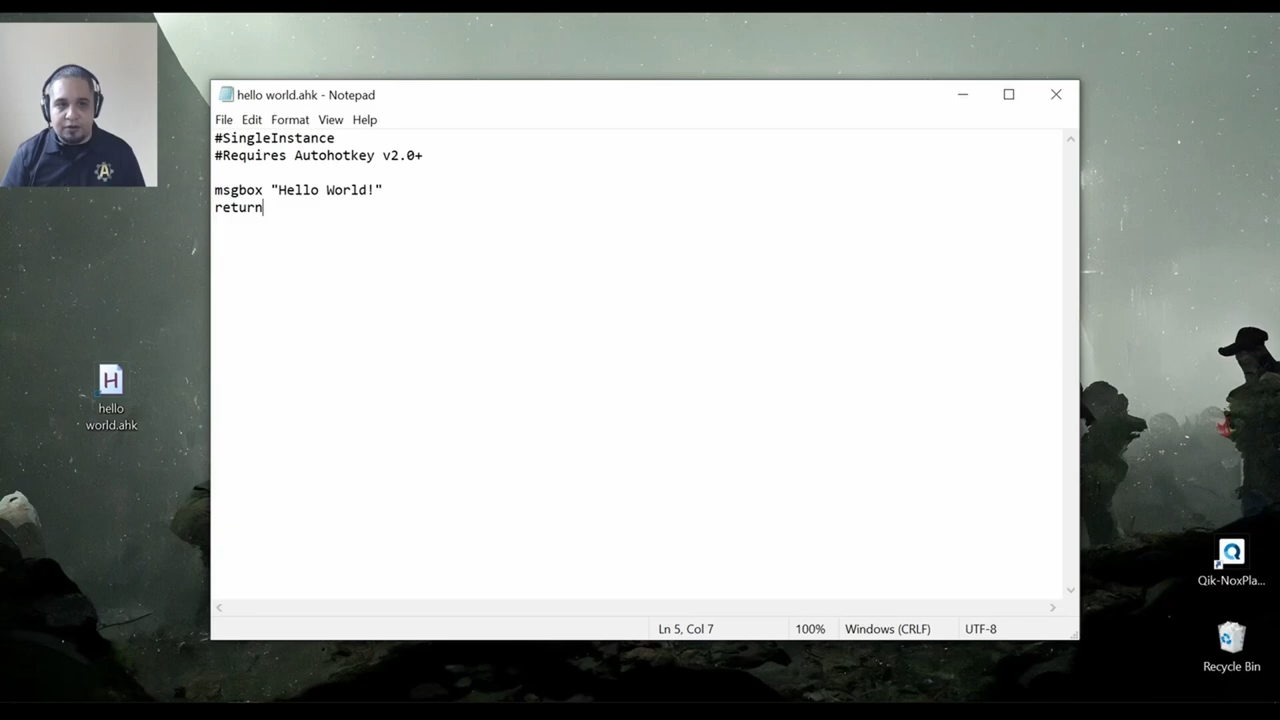 hello world.ahk - Notepad
File Edit Format View Help
#SingleInstance
#Requires Autohotkey v2.0+
msgbox "Hello World!"
return
Ln 5, Col 7
100%
Windows (CRLF)
UTF-8
H
hello
world.ahk
A
Qik-NoxPla...
Recycle Bin